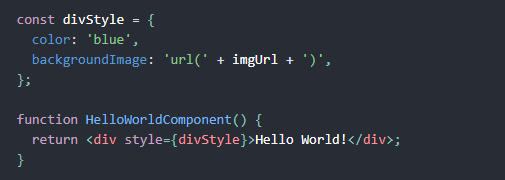 const divStyle = {
  color: 'blue',
  backgroundImage: 'url(' + imgUrl + ')',
};

function HelloWorldComponent() {
  return <div style={divStyle}>Hello World!</div>;
}